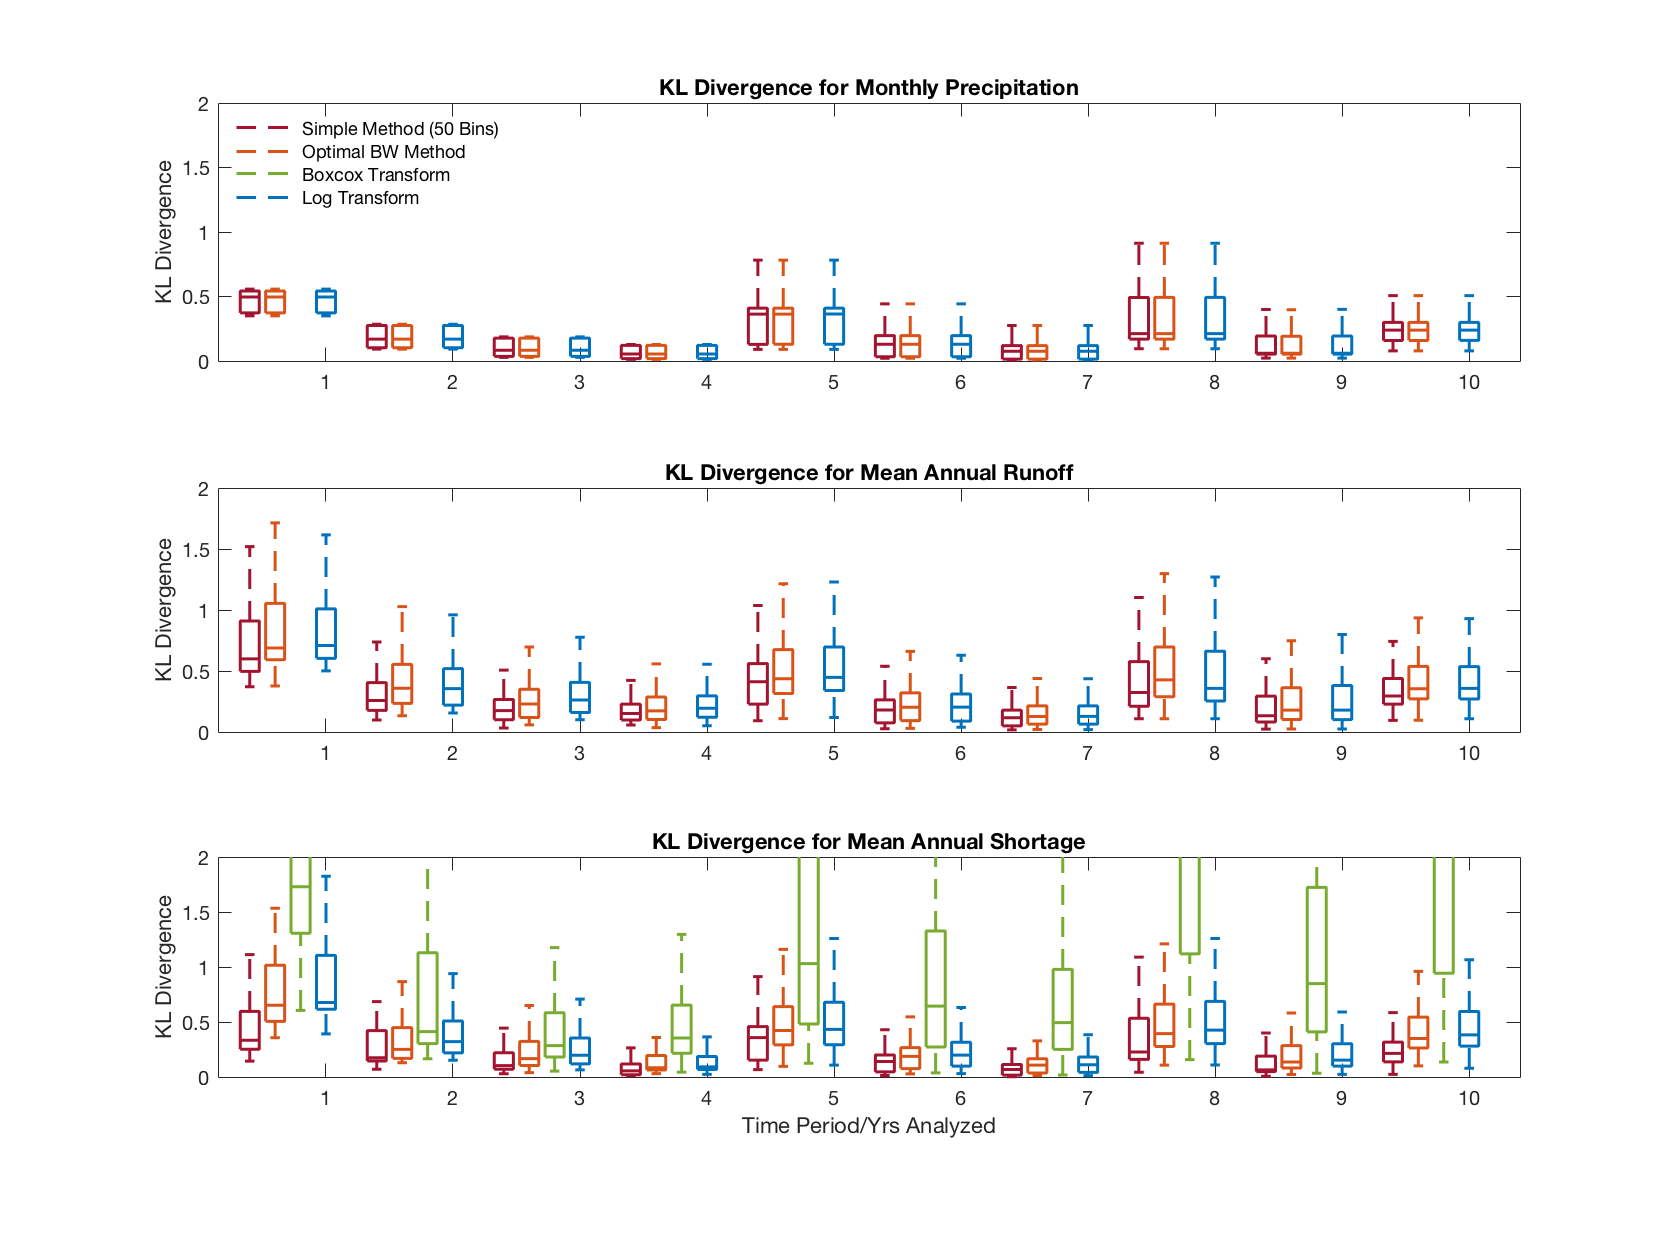 KL Divergence for Monthly Precipitation
KL Divergence
2
1.5
1
0.5
0
Simple Method (50 Bins)
Optimal BW Method
Boxcox Transform
Log Transform
1 2 3 4 5 6 7 8 9 10
KL Divergence for Mean Annual Runoff
KL Divergence
2
1.5
1
0.5
0
1 2 3 4 5 6 7 8 9 10
KL Divergence for Mean Annual Shortage
KL Divergence
2
1.5
1
0.5
0
1 2 3 4 5 6 7 8 9 10
Time Period/Yrs Analyzed